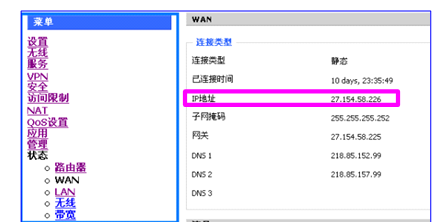 菜单
设置
无线
服务
VPN
安全
访问限制
NAT
QoS设置
应用
管理
状态
路由器
WAN
LAN
无线
带宽
WAN
连接类型
连接类型 静态
已连接时间 10 days, 23:35:49
IP地址 27.154.58.226
子网掩码 255.255.255.252
网关 27.154.58.225
DNS 1 218.85.152.99
DNS 2 218.85.157.99
DNS 3